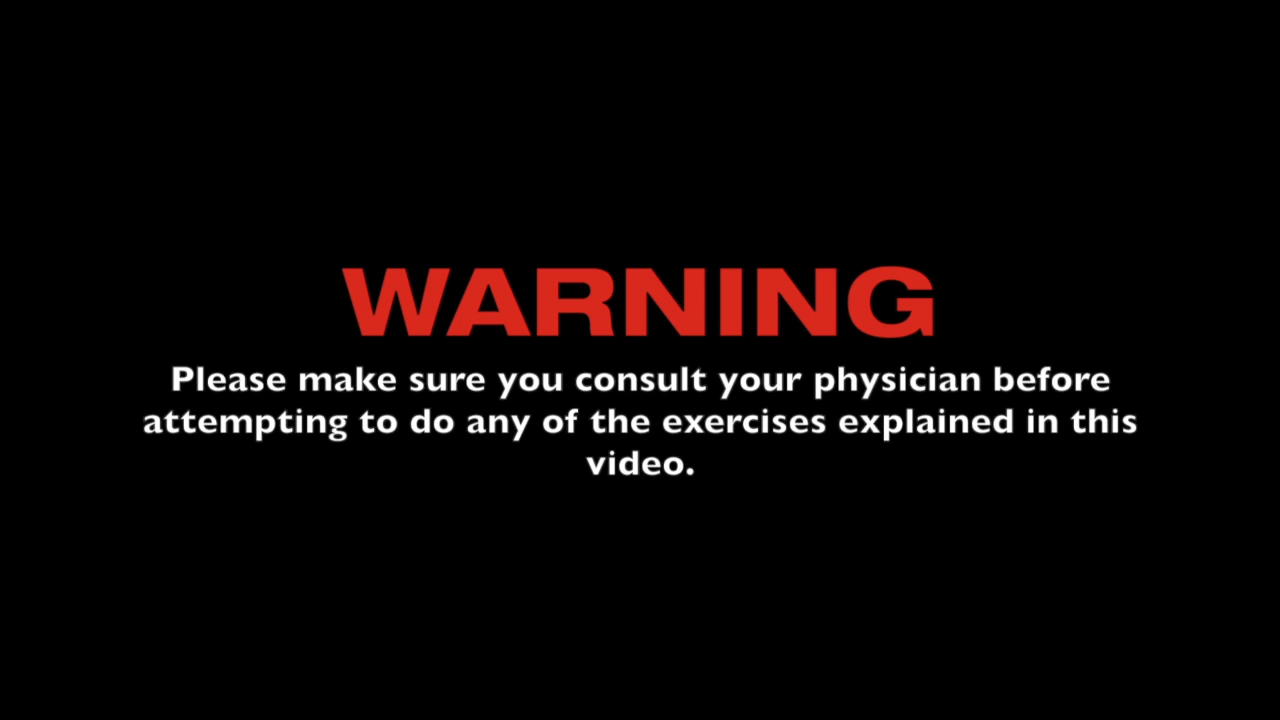 WARNING
Please make sure you consult your physician before
attempting to do any of the exercises explained in this
video.